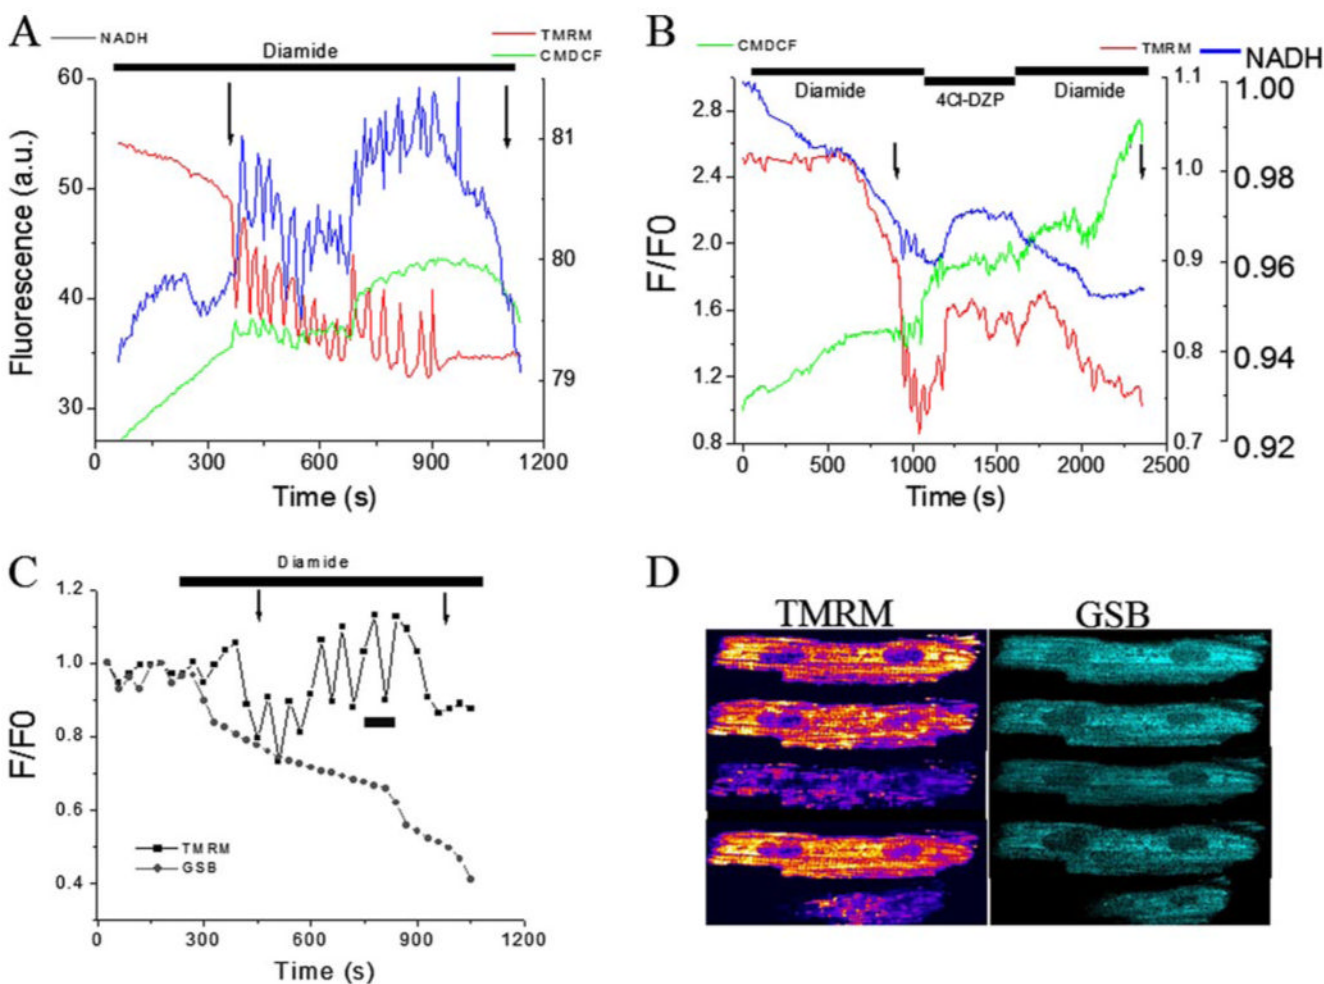 A
NADH
Diamide
TMRM
CMDCF
60
50
40
30
Fluorescence (a.u.)
81
80
79
0 300 600 900 1200
Time (s)
B
CMDCF
TMRM
NADH
Diamide
4Cl-DZP
Diamide
2.8
2.4
2.0
1.6
1.2
0.8
F/F0
1.1
1.0
0.9
0.8
0.7
1.00
0.98
0.96
0.94
0.92
0 500 1000 1500 2000 2500
Time (s)
C
Diamide
1.2
1.0
0.8
0.6
0.4
F/F0
TMRM
GSB
0 300 600 900 1200
Time (s)
D
TMRM GSB